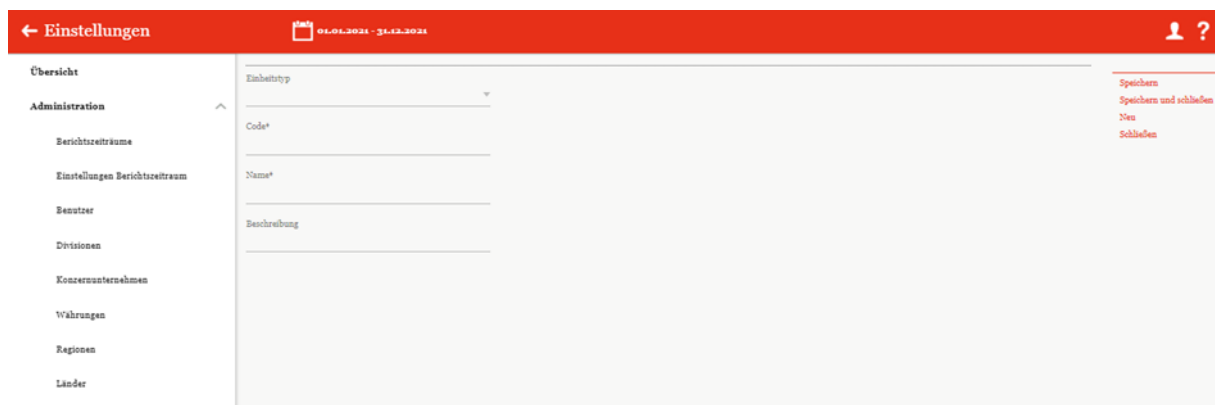 ← Einstellungen
01.01.2021 - 31.12.2021
?
Übersicht
Administration
Berichtszeiträume
Einstellungen Berichtszeitraum
Benutzer
Divisionen
Konzernunternehmen
Währungen
Regionen
Länder
Einheitstyp
Code*
Name*
Beschreibung
Speichern
Speichern und schließen
Neu
Schließen